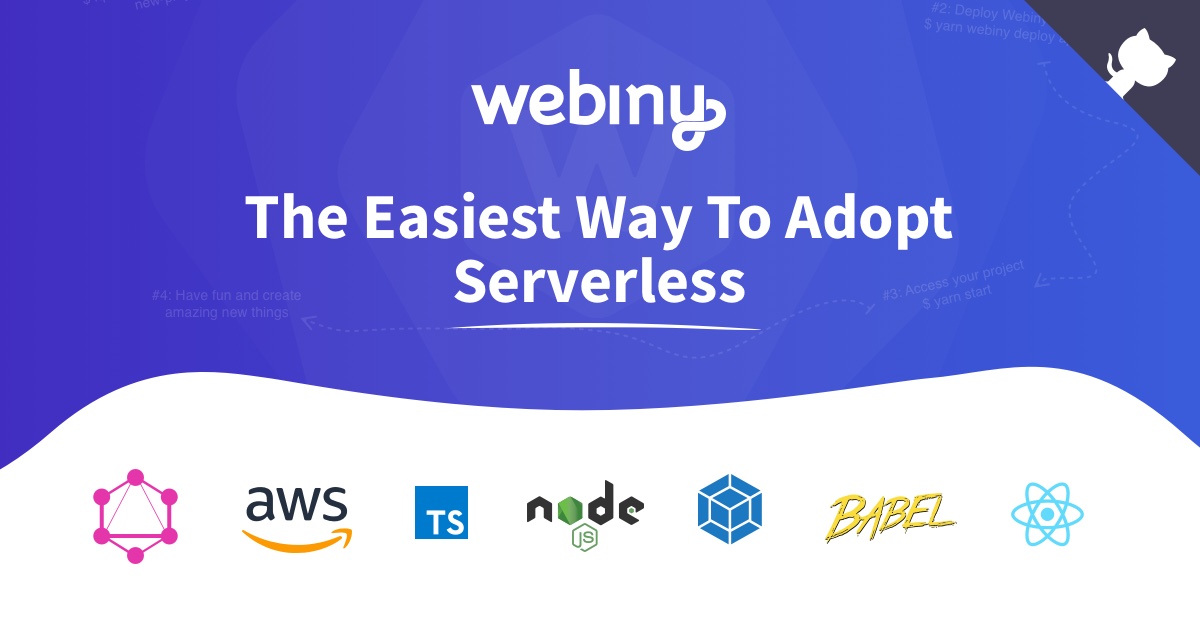 #2: Deploy Webiny
$ yarn webiny deploy
webiny
The Easiest Way To Adopt
Serverless
#3: Access your project
$ yarn start
#4: Have fun and create
amazing new things
aws
TS
node
JS
BABEL